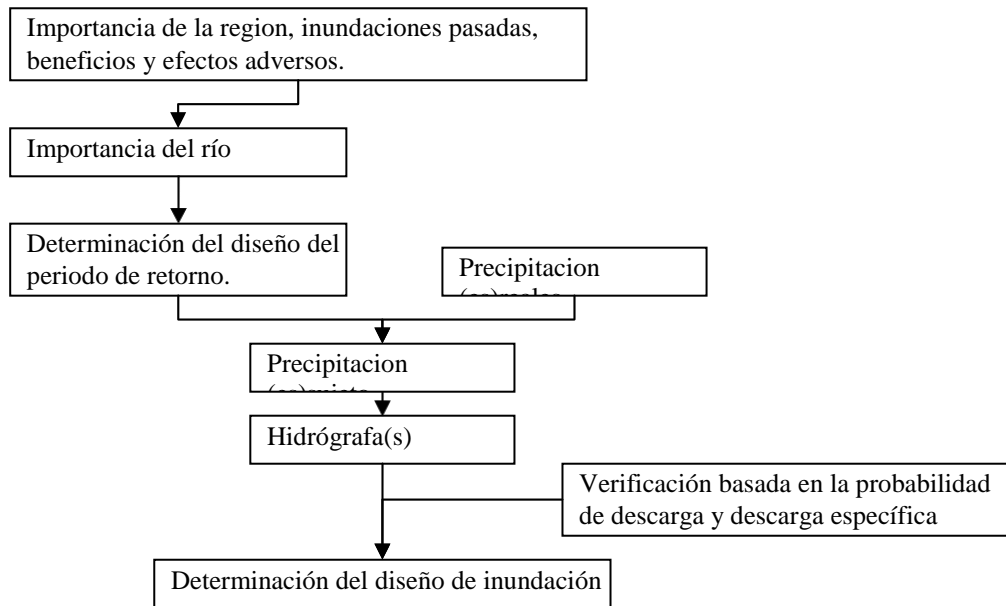 Importancia de la region, inundaciones pasadas,
beneficios y efectos adversos.
Importancia del río
Determinación del diseño del
periodo de retorno.
Precipitacion
Precipitacion
Hidrógrafa(s)
Verificación basada en la probabilidad
de descarga y descarga específica
Determinación del diseño de inundación